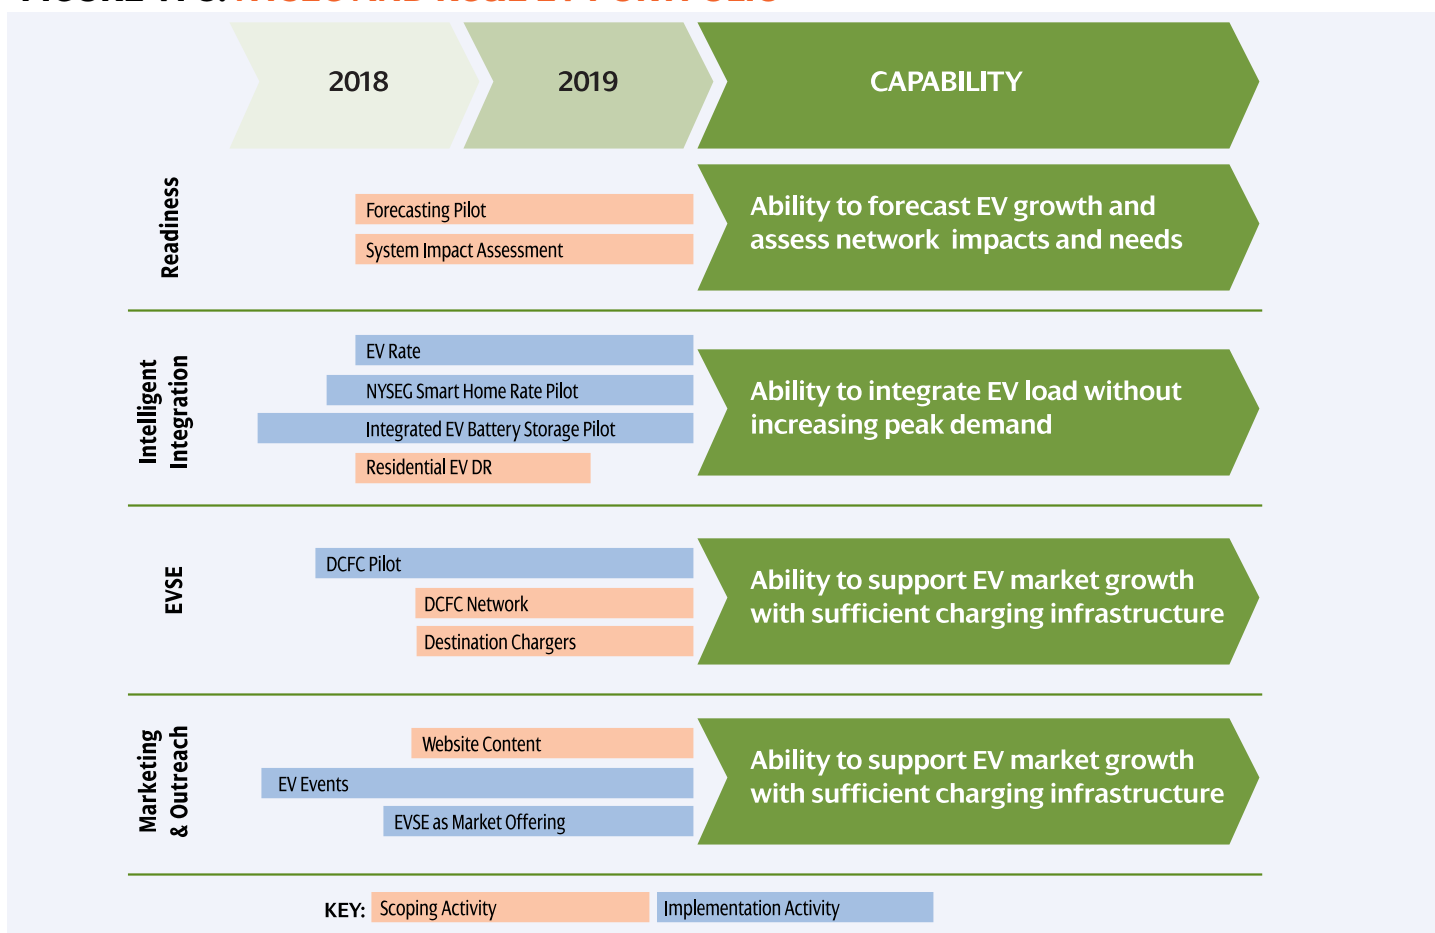 2018
2019
CAPABILITY
Readiness
Forecasting Pilot
System Impact Assessment
Ability to forecast EV growth and
assess network impacts and needs
Intelligent
Integration
EV Rate
NYSEG Smart Home Rate Pilot
Integrated EV Battery Storage Pilot
Residential EV DR
Ability to integrate EV load without
increasing peak demand
EVSE
DCFC Pilot
DCFC Network
Destination Chargers
Ability to support EV market growth
with sufficient charging infrastructure
Marketing
& Outreach
Website Content
EV Events
EVSE as Market Offering
Ability to support EV market growth
with sufficient charging infrastructure
KEY:
Scoping Activity
Implementation Activity